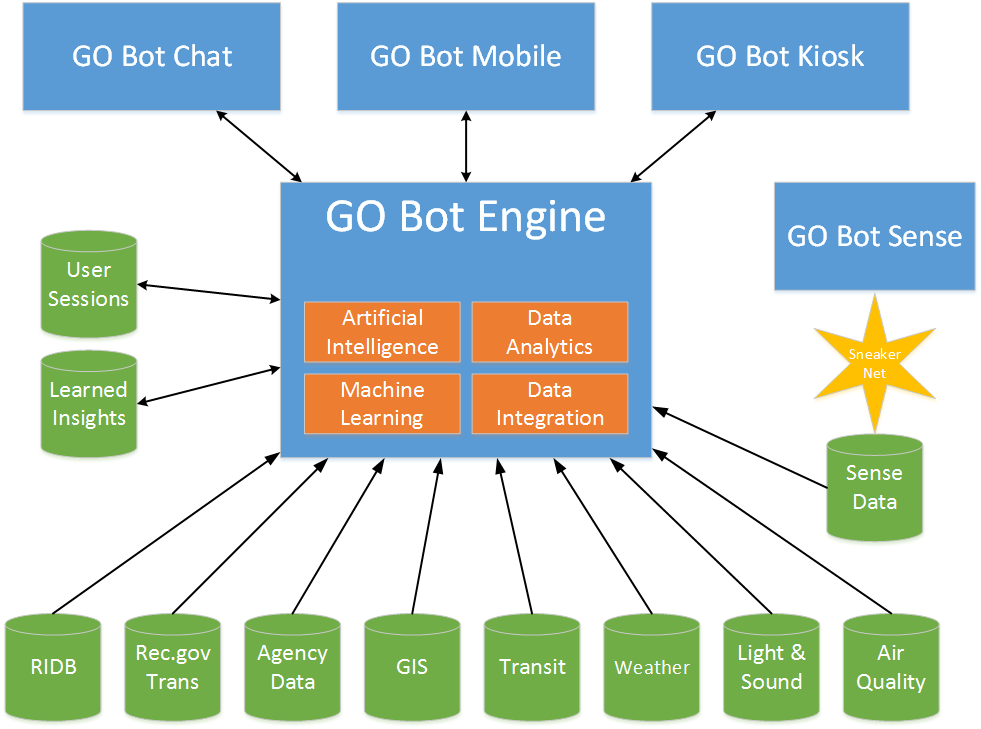 GO Bot Chat
GO Bot Mobile
GO Bot Kiosk
GO Bot Engine
GO Bot Sense
User
Sessions
Artificial
Intelligence
Data
Analytics
Sneaker
Net
Learned
Insights
Machine
Learning
Data
Integration
Sense
Data
RIDB
Rec.gov
Trans
Agency
Data
GIS
Transit
Weather
Light &
Sound
Air
Quality